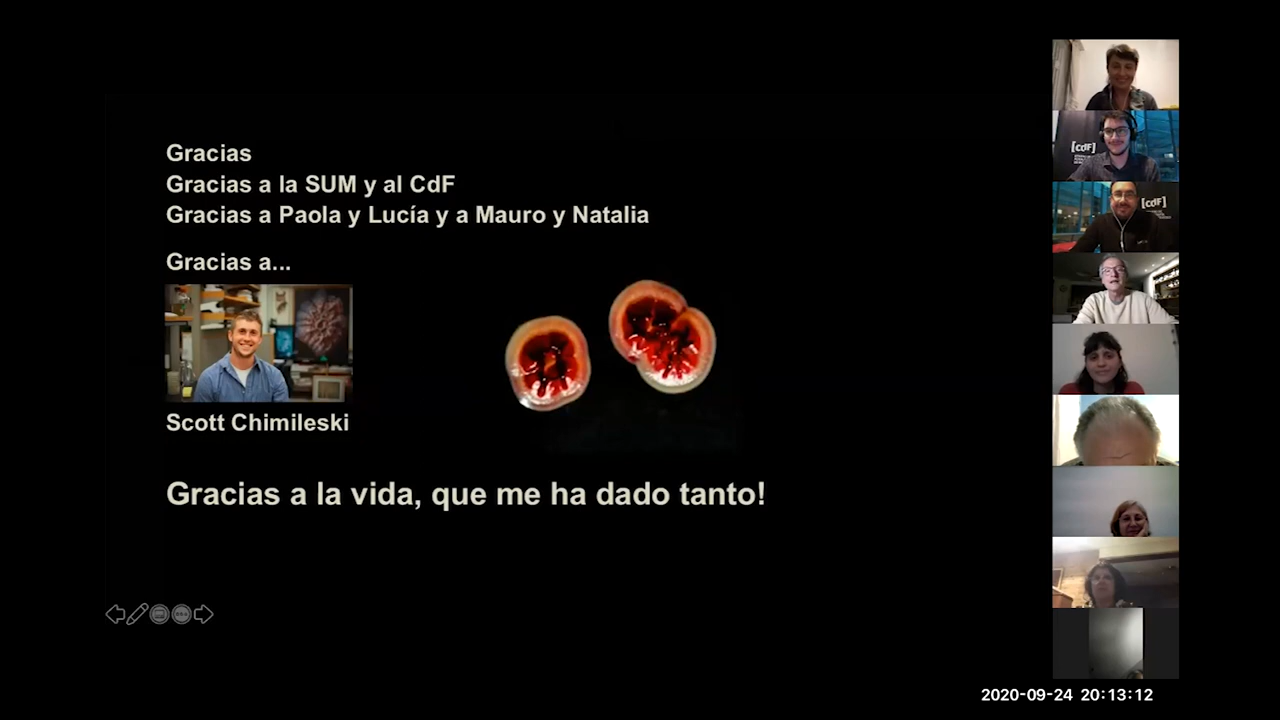 Gracias
Gracias a la SUM y al CdF
Gracias a Paola y Lucía y a Mauro y Natalia
Gracias a...
Scott Chimileski
Gracias a la vida, que me ha dado tanto!
[CdF]
[CdF]
2020-09-24 20:13:12